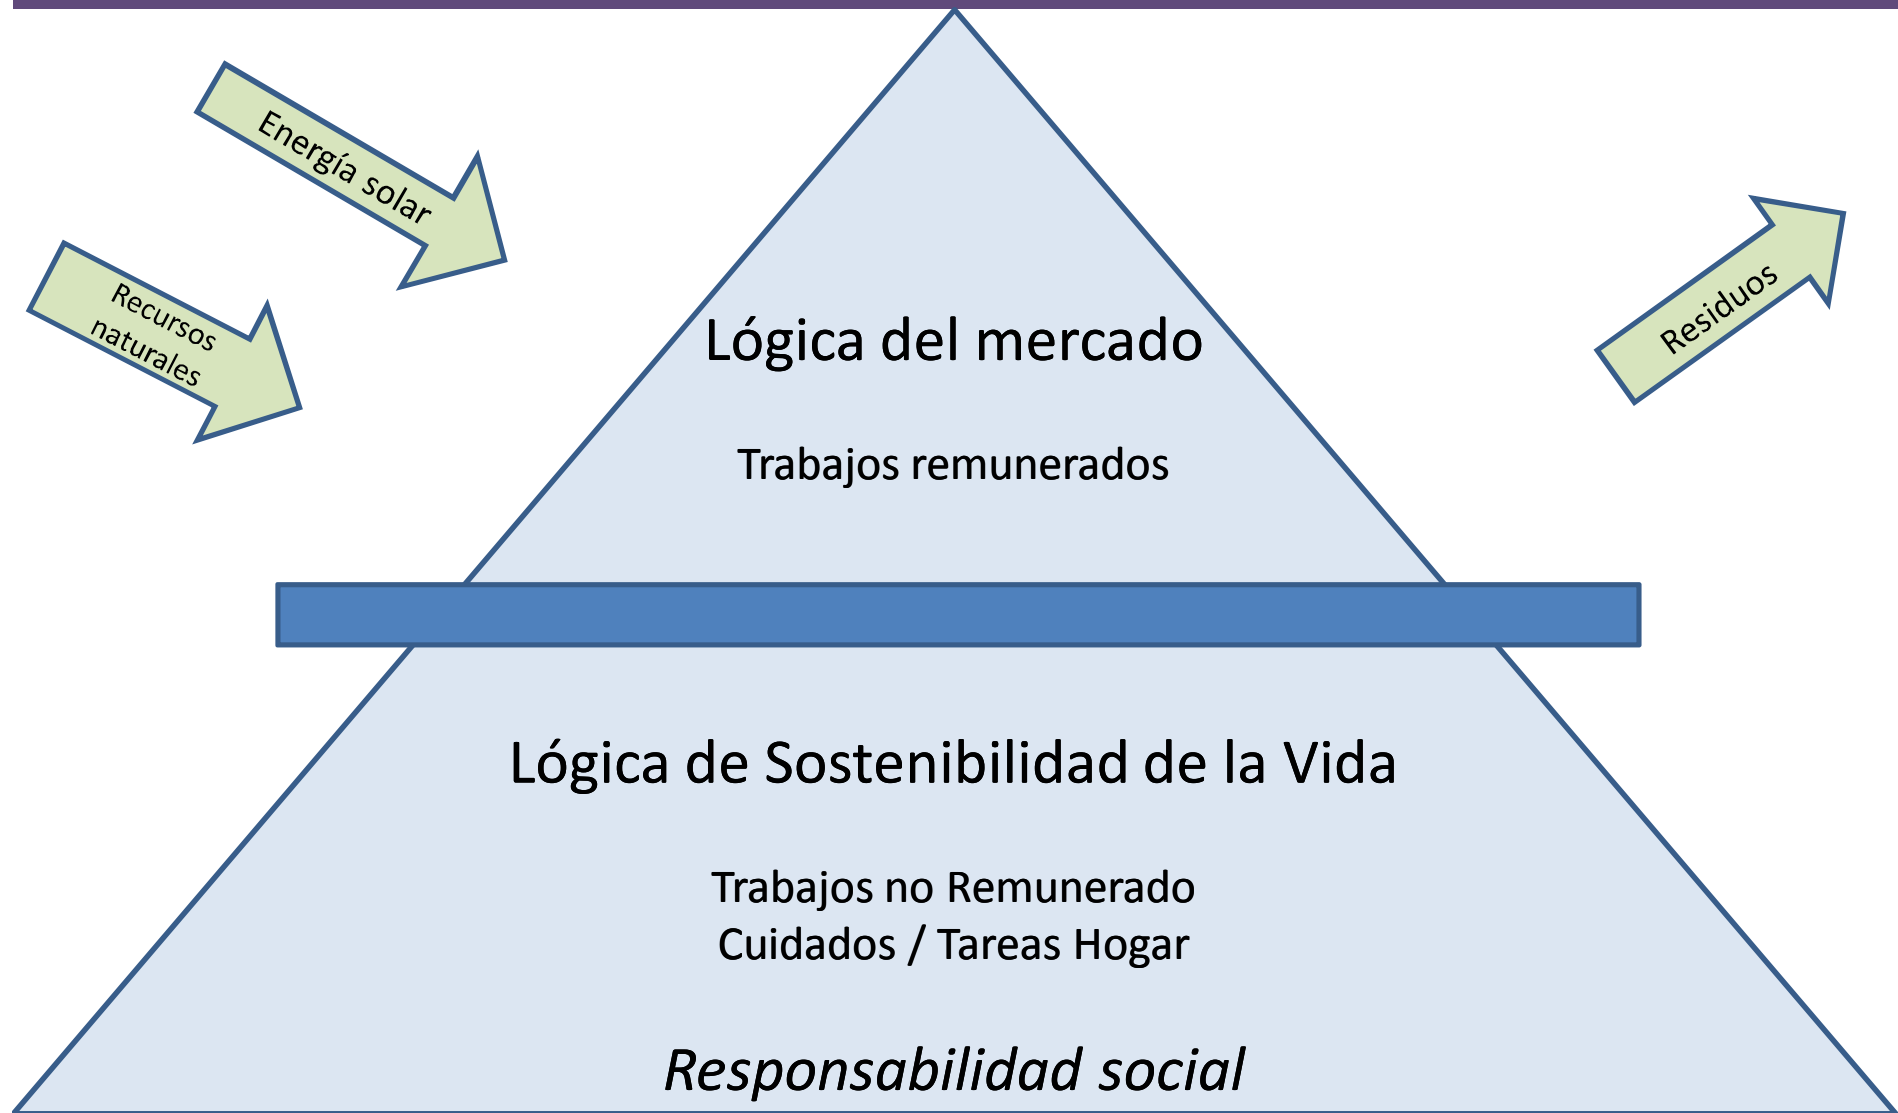 Energía solar
Recursos
naturales
Residuos
Lógica del mercado
Trabajos remunerados
Lógica de Sostenibilidad de la Vida
Trabajos no Remunerado
Cuidados / Tareas Hogar
Responsabilidad social